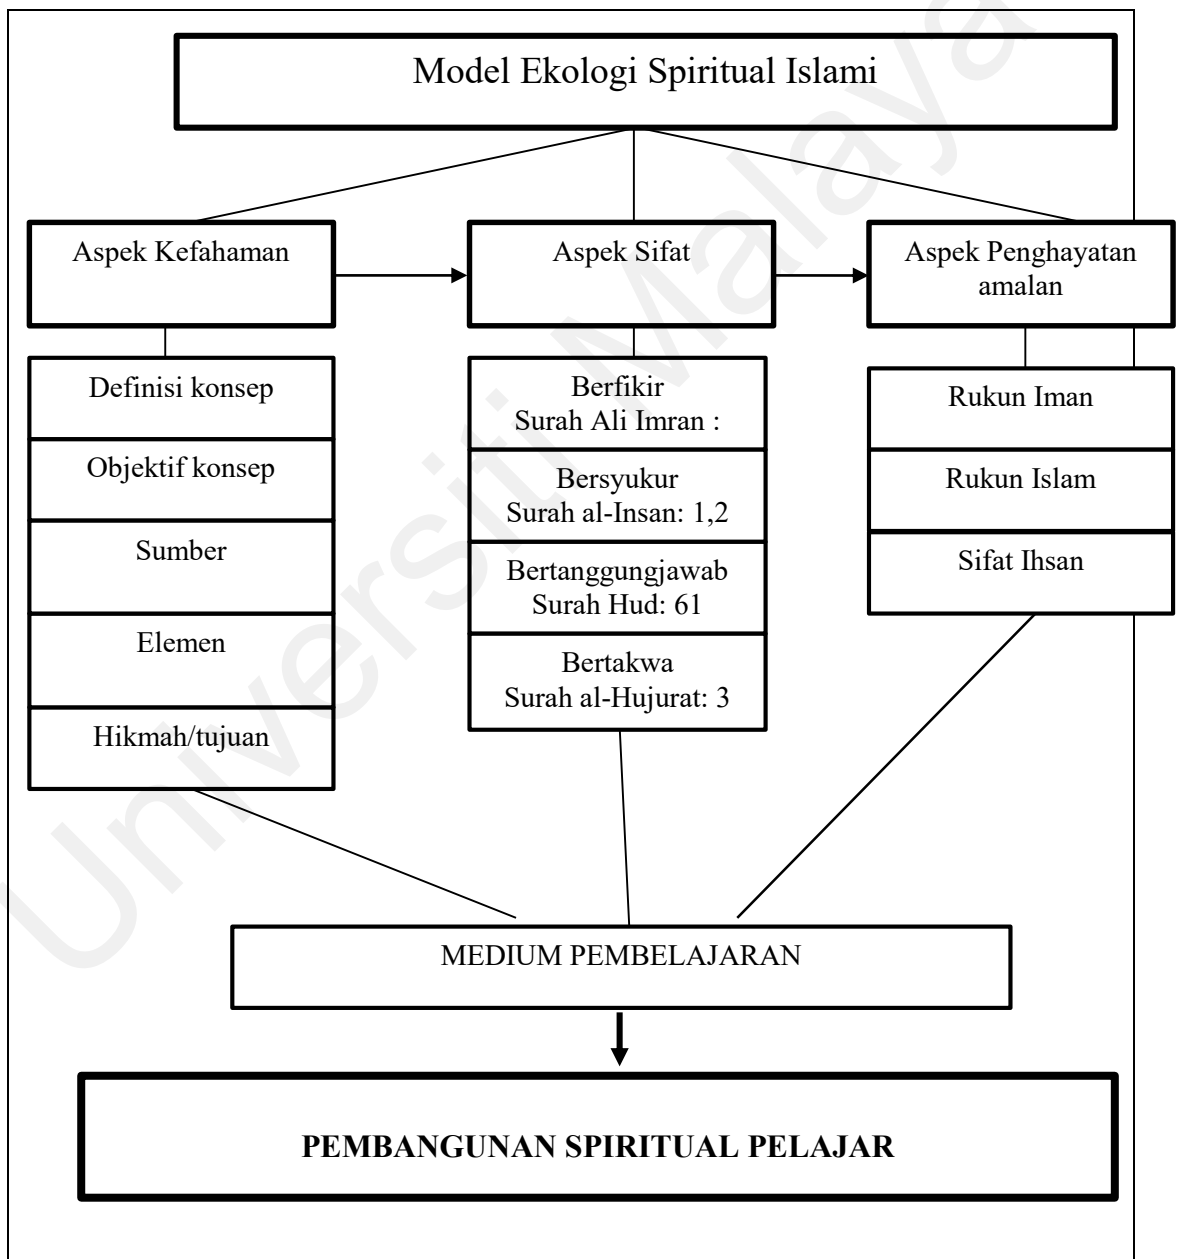 Model Ekologi Spiritual Islami
Aspek Kefahaman
Aspek Sifat
Aspek Penghayatan
amalan
Definisi konsep
Objektif konsep
Sumber
Elemen
Hikmah/tujuan
Berfikir
Surah Ali Imran :
Bersyukur
Surah al-Insan: 1,2
Bertanggungjawab
Surah Hud: 61
Bertakwa
Surah al-Hujurat: 3
Rukun Iman
Rukun Islam
Sifat Ihsan
MEDIUM PEMBELAJARAN
PEMBANGUNAN SPIRITUAL PELAJAR
Universiti Malaya